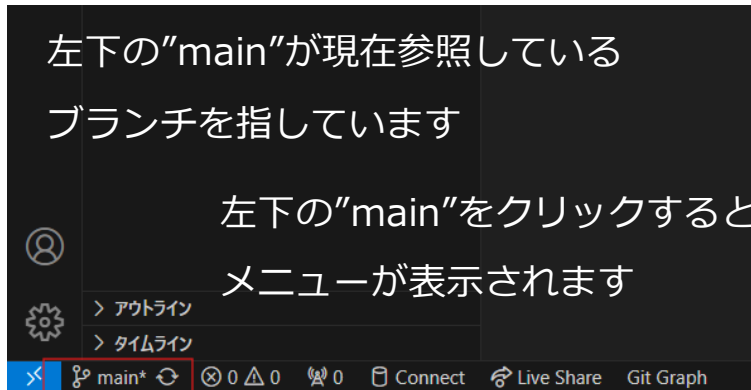 左下の”main”が現在参照している
ブランチを指しています
左下の”main”をクリックすると
メニューが表示されます
アウトライン
タイムライン
main* 0 0 0 Connect Live Share Git Graph